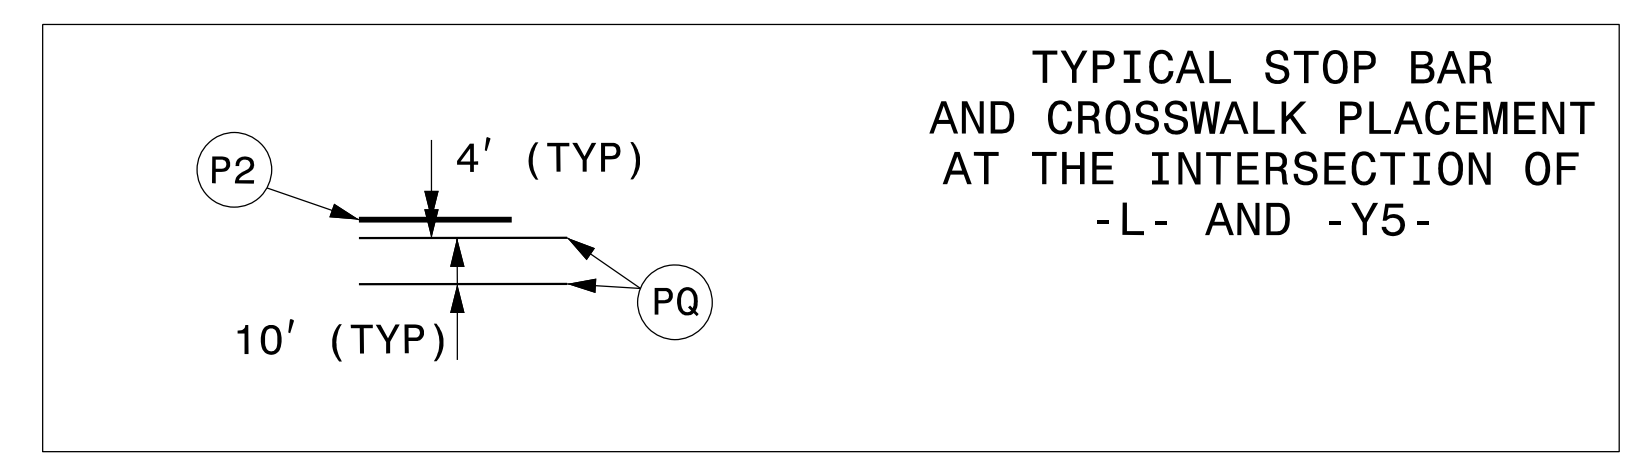 TYPICAL STOP BAR
AND CROSSWALK PLACEMENT
AT THE INTERSECTION OF
-L- AND -Y5-
P2
4' (TYP)
PQ
10' (TYP)